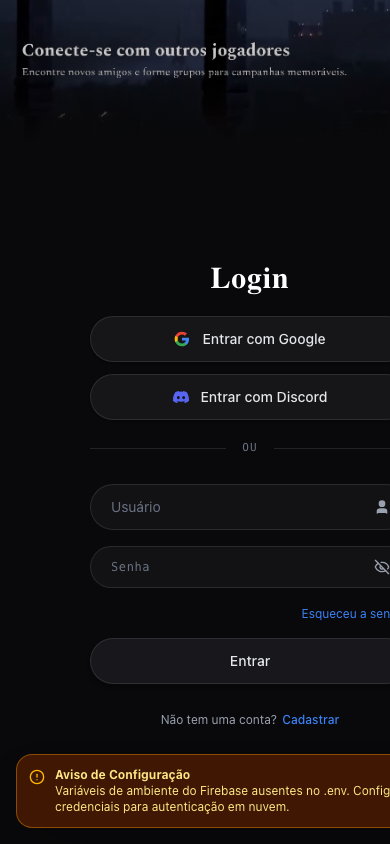 Conecte-se com outros jogadores
Encontre novos amigos e forme grupos para campanhas memoráveis.
Login
Entrar com Google
Entrar com Discord
OU
Usuário
Senha
Esqueceu a sen
Entrar
Não tem uma conta? Cadastrar
Aviso de Configuração
Variáveis de ambiente do Firebase ausentes no .env. Config
credenciais para autenticação em nuvem.